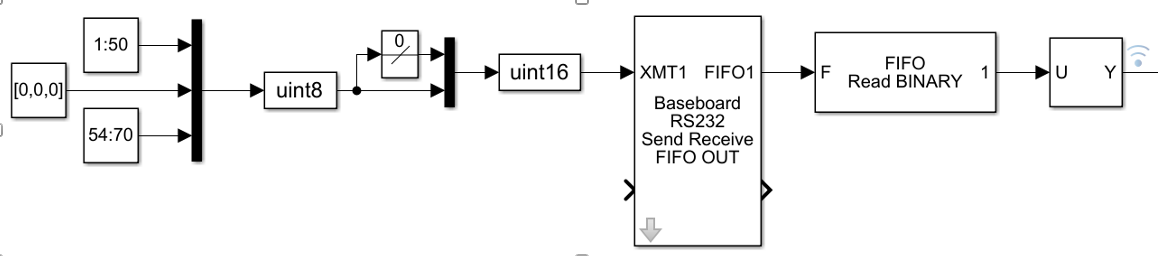 1:50
[0,0,0]
54:70
uint8
0
uint16
XMT1 FIFO1
Baseboard
RS232
Send Receive
FIFO OUT
F
FIFO
Read BINARY
1
U Y